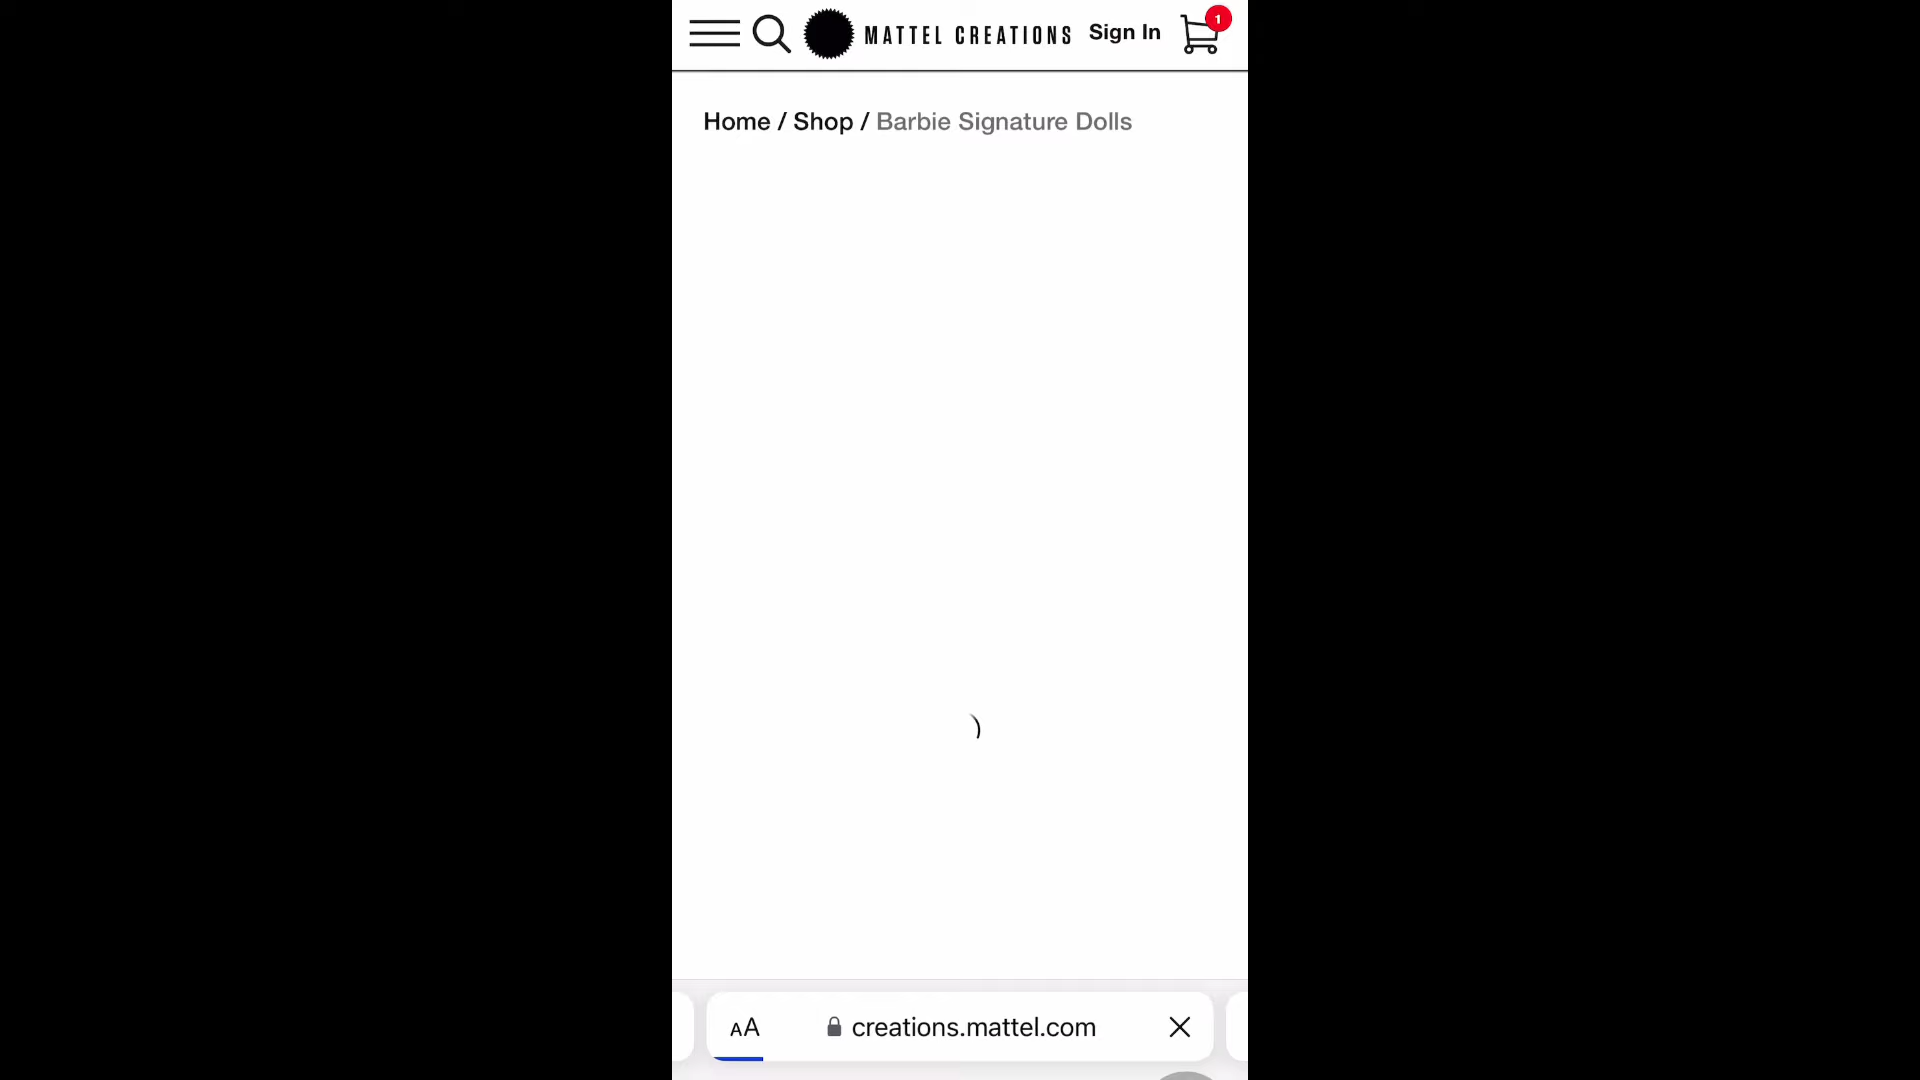 MATTEL CREATIONS Sign In 1
Home / Shop / Barbie Signature Dolls
AA creations.mattel.com